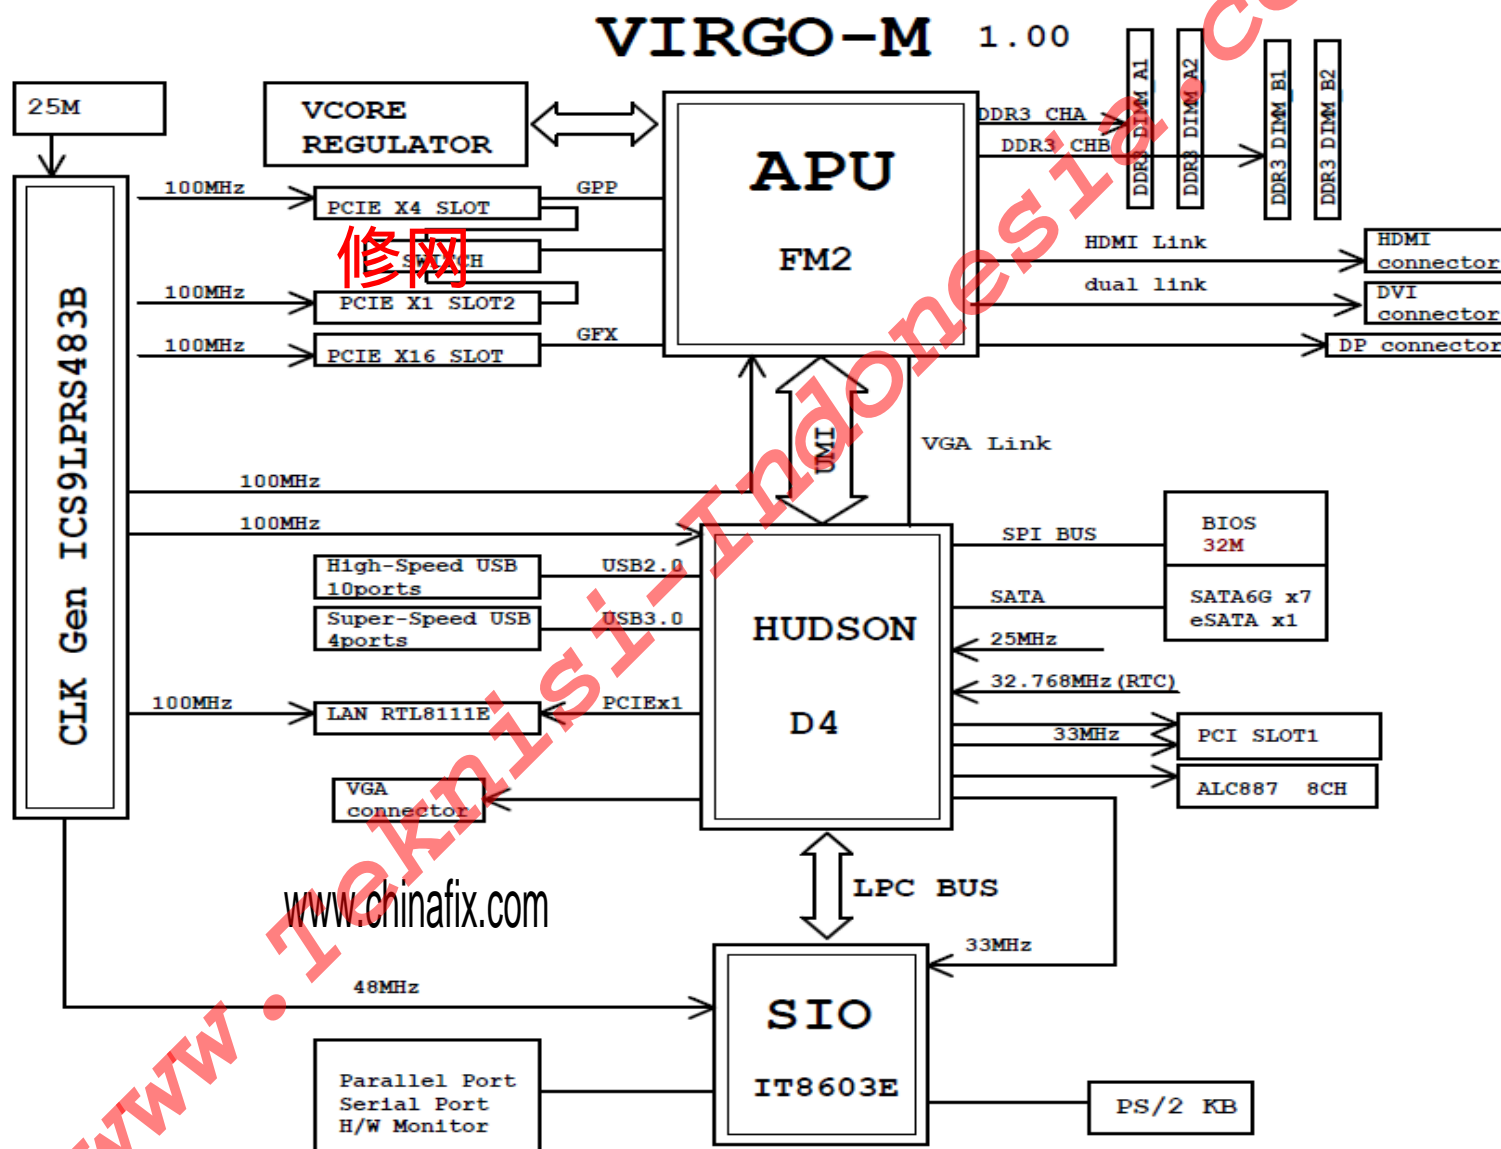 VIRGO-M 1.00
25M
VCORE
REGULATOR
APU
FM2
DDR3 CHA
DDR3 CHB
DDR3 DIMM A1
DDR3 DIMM A2
DDR3 DIMM B1
DDR3 DIMM B2
100MHz
PCIE X4 SLOT
GPP
修网
SWITCH
100MHz
PCIE X1 SLOT2
100MHz
PCIE X16 SLOT
GFX
HDMI Link
HDMI
connector
dual link
DVI
connector
DP connector
CLK Gen ICS9LPRS483B
UMI
VGA Link
100MHz
100MHz
High-Speed USB
10ports
USB2.0
Super-Speed USB
4ports
USB3.0
HUDSON
D4
SPI BUS
BIOS
32M
SATA
SATA6G x7
eSATA x1
25MHz
32.768MHz(RTC)
100MHz
LAN RTL8111E
PCIEx1
33MHz
PCI SLOT1
VGA
connector
ALC887 8CH
www.chinafix.com
LPC BUS
33MHz
48MHz
SIO
IT8603E
Parallel Port
Serial Port
H/W Monitor
PS/2 KB
www.Teknisi-Indonesia.co